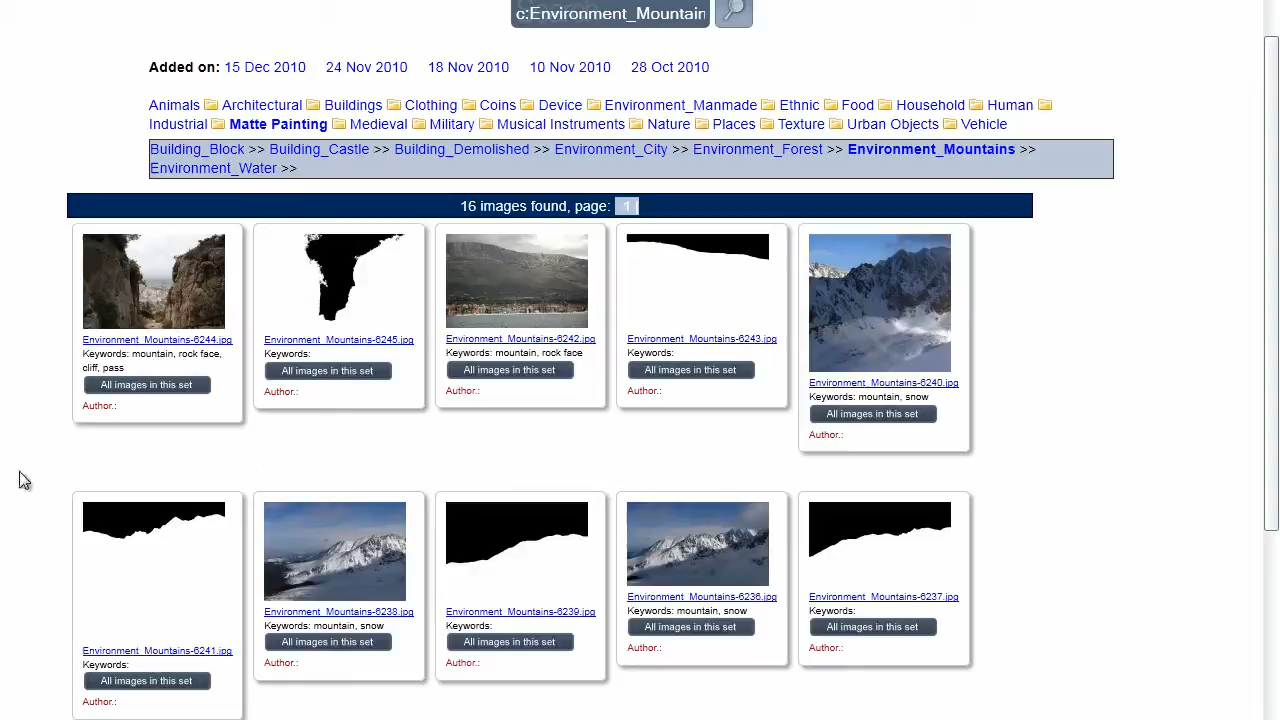 c:Environment_Mountain
Added on: 15 Dec 2010 24 Nov 2010 18 Nov 2010 10 Nov 2010 28 Oct 2010
Animals Architectural Buildings Clothing Coins Device Environment_Manmade Ethnic Food Household Human
Industrial Matte Painting Medieval Military Musical Instruments Nature Places Texture Urban Objects Vehicle
Building_Block >> Building_Castle >> Building_Demolished >> Environment_City >> Environment_Forest >> Environment_Mountains >>
Environment_Water >>
16 images found, page: 1 |
Environment_Mountains-6244.jpg
Keywords: mountain, rock face,
cliff, pass
All images in this set
Author.:
Environment_Mountains-6245.jpg
Keywords:
All images in this set
Author.:
Environment_Mountains-6242.jpg
Keywords: mountain, rock face
All images in this set
Author.:
Environment_Mountains-6243.jpg
Keywords:
All images in this set
Author.:
Environment_Mountains-6240.jpg
Keywords: mountain, snow
All images in this set
Author.:
Environment_Mountains-6241.jpg
Keywords:
All images in this set
Author.:
Environment_Mountains-6238.jpg
Keywords: mountain, snow
All images in this set
Author.:
Environment_Mountains-6239.jpg
Keywords:
All images in this set
Author.:
Environment_Mountains-6236.jpg
Keywords: mountain, snow
All images in this set
Author.:
Environment_Mountains-6237.jpg
Keywords:
All images in this set
Author.: